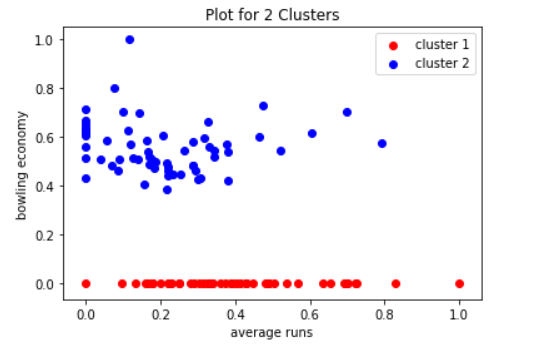 Plot for 2 Clusters
cluster 1
cluster 2
1.0
0.8
0.6
0.4
0.2
0.0
bowling economy
0.0 0.2 0.4 0.6 0.8 1.0
average runs